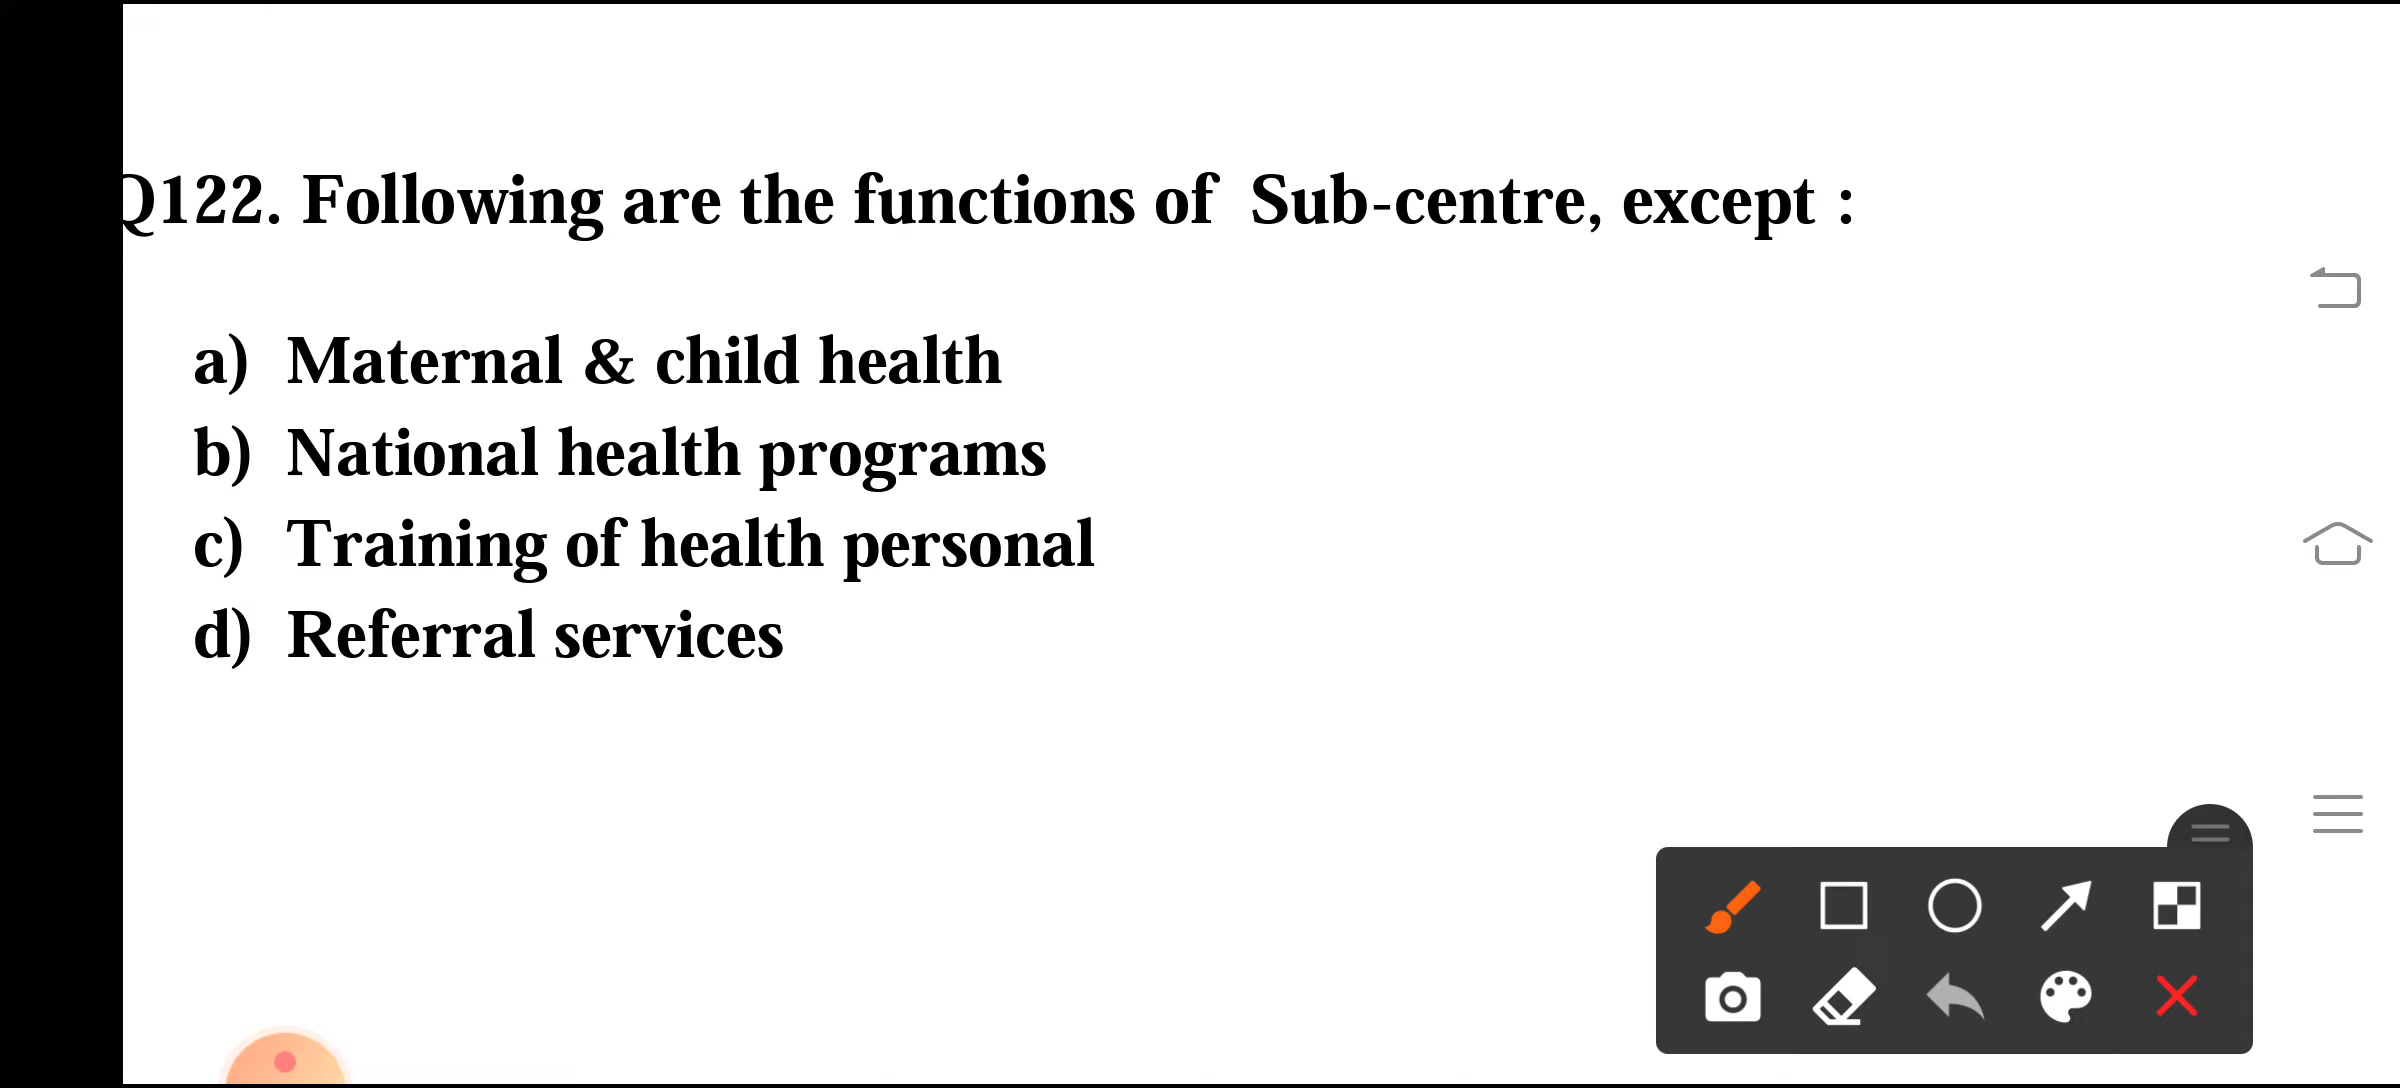 Q122. Following are the functions of Sub-centre, except :
a) Maternal & child health
b) National health programs
c) Training of health personal
d) Referral services